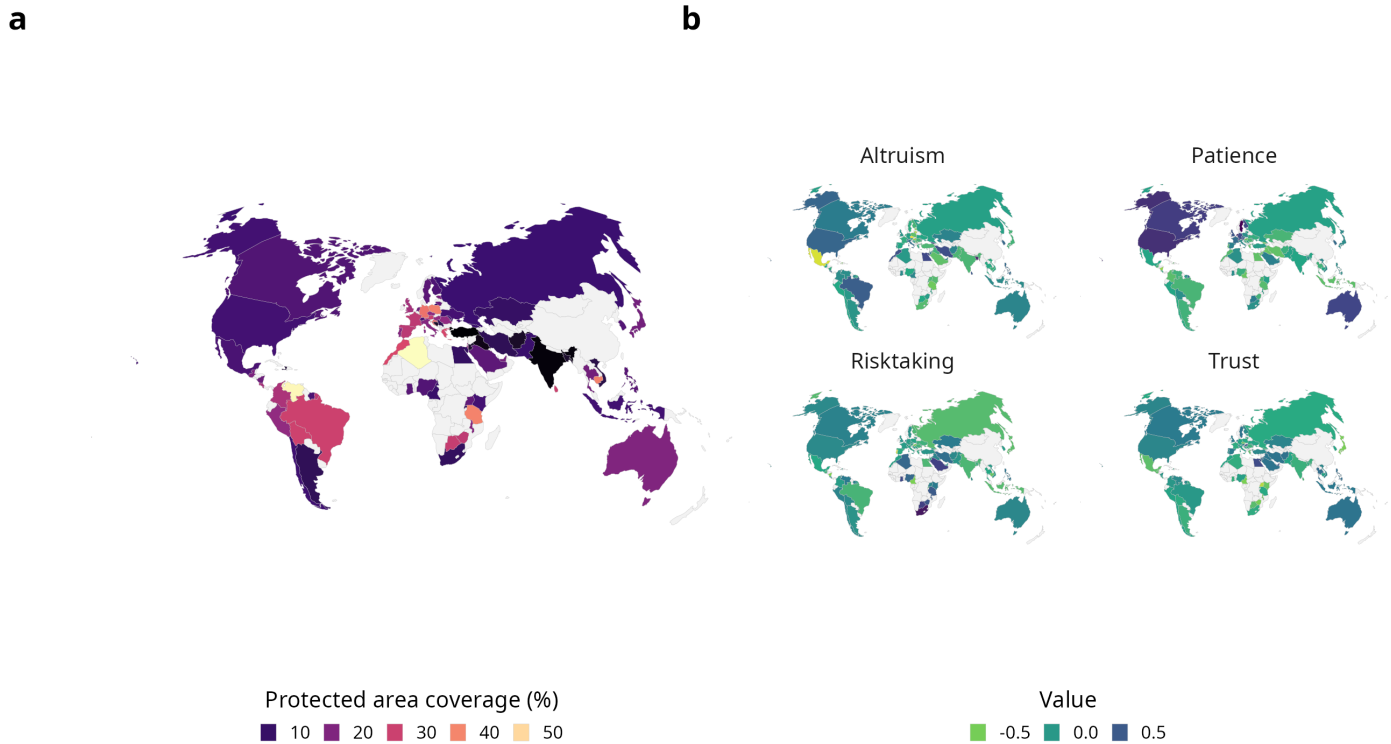 a
b
Altruism
Patience
Risktaking
Trust
Protected area coverage (%)
10 20 30 40 50
Value
-0.5 0.0 0.5